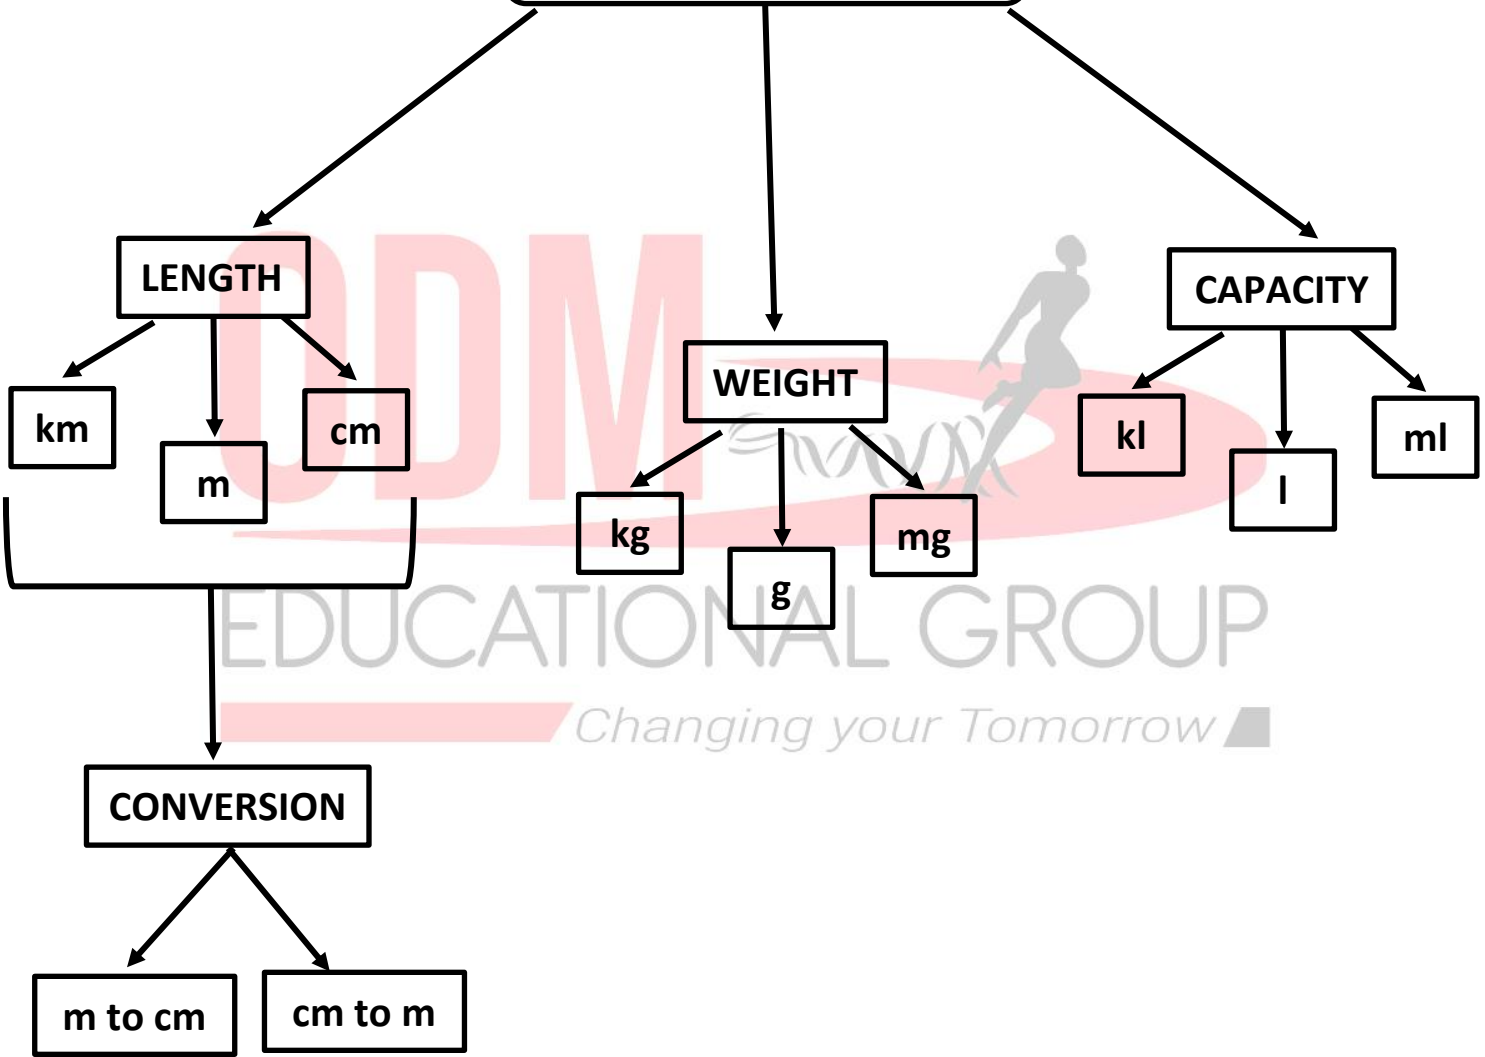 LENGTH
CAPACITY
WEIGHT
km
m
cm
kg
g
mg
kl
l
ml
ODM
EDUCATIONAL GROUP
Changing your Tomorrow
CONVERSION
m to cm
cm to m